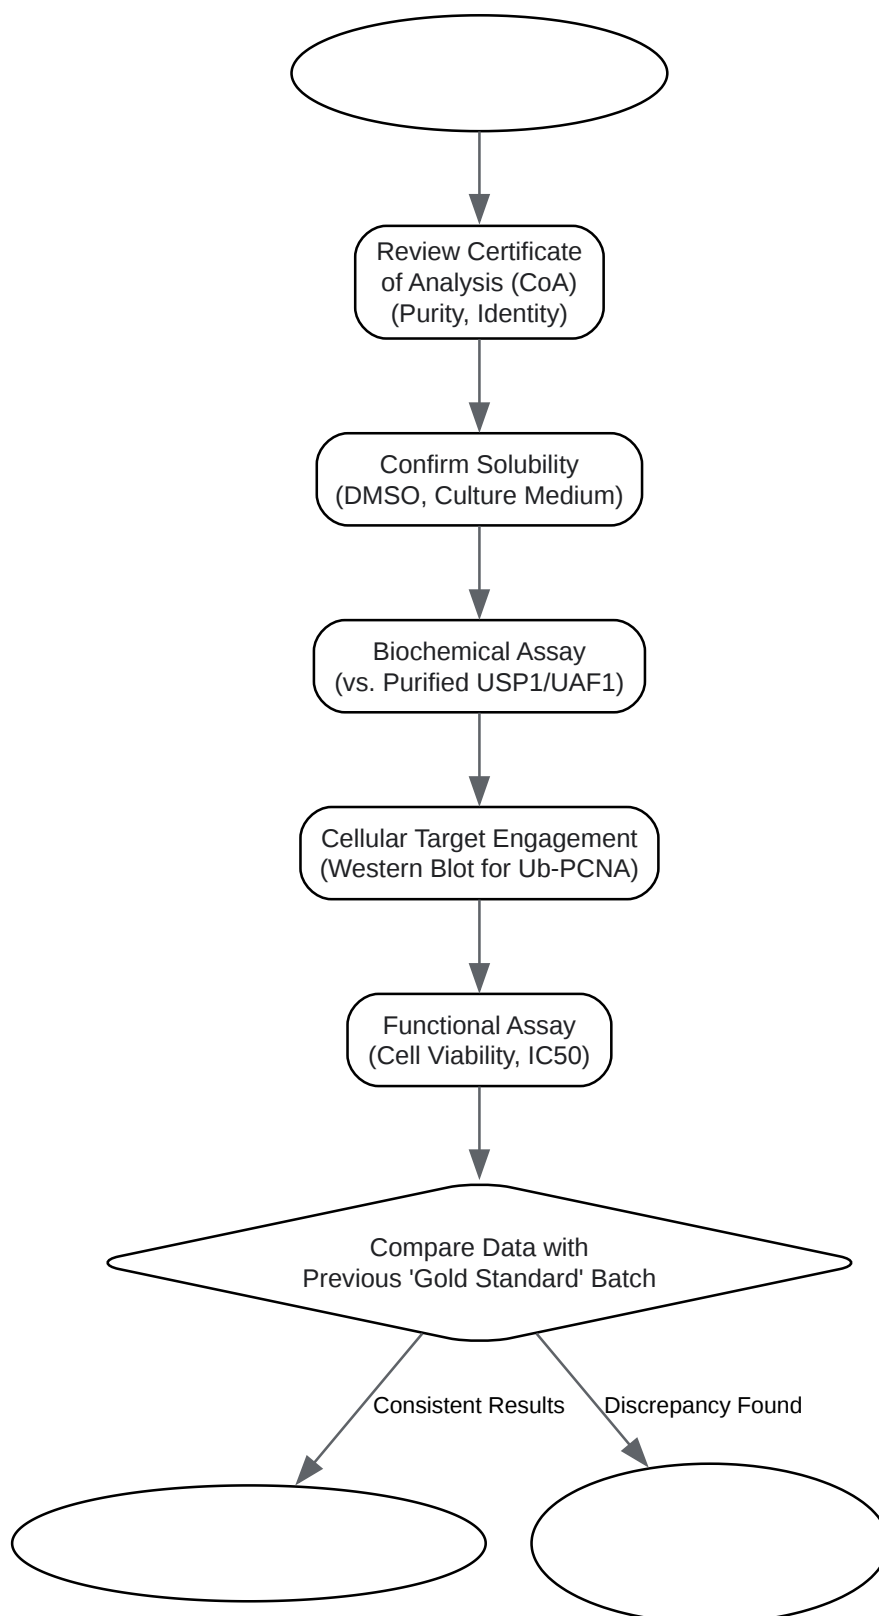 Review Certificate
of Analysis (CoA)
(Purity, Identity)
Confirm Solubility
(DMSO, Culture Medium)
Biochemical Assay
(vs. Purified USP1/UAF1)
Cellular Target Engagement
(Western Blot for Ub-PCNA)
Functional Assay
(Cell Viability, IC50)
Compare Data with
Previous 'Gold Standard' Batch
Consistent Results
Discrepancy Found